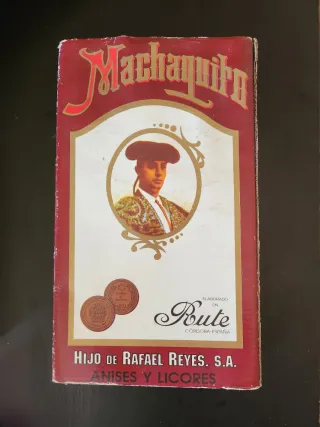 Machaquito
ELABORADO
EN
Rute
CÓRDOBA-ESPAÑA
HIJO DE RAFAEL REYES, S.A.
ANISES Y LICORES